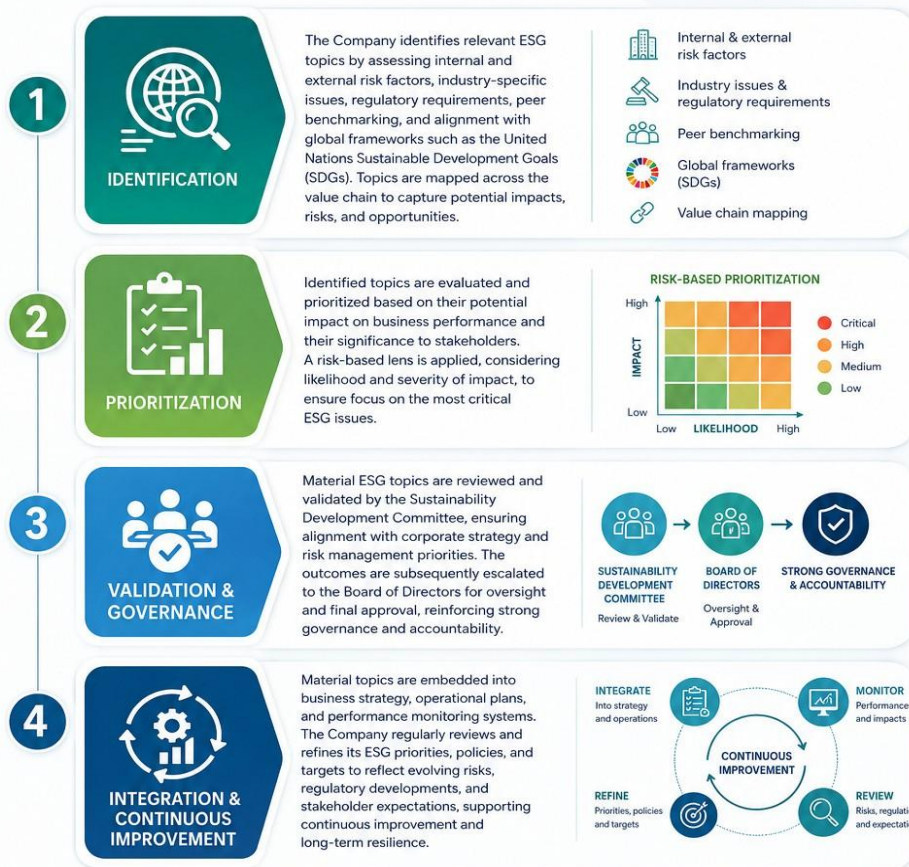 1
IDENTIFICATION
The Company identifies relevant ESG
topics by assessing internal and
external risk factors, industry-specific
issues, regulatory requirements, peer
benchmarking, and alignment with
global frameworks such as the United
Nations Sustainable Development Goals
(SDGs). Topics are mapped across the
value chain to capture potential impacts,
risks, and opportunities.
Internal & external
risk factors
Industry issues &
regulatory requirements
Peer benchmarking
Global frameworks
(SDGs)
Value chain mapping
2
PRIORITIZATION
Identified topics are evaluated and
prioritized based on their potential
impact on business performance and
their significance to stakeholders.
A risk-based lens is applied, considering
likelihood and severity of impact, to
ensure focus on the most critical
ESG issues.
RISK-BASED PRIORITIZATION
High
IMPACT
Low
Low LIKELIHOOD High
Critical
High
Medium
Low
3
VALIDATION &
GOVERNANCE
Material ESG topics are reviewed and
validated by the Sustainability
Development Committee, ensuring
alignment with corporate strategy and
risk management priorities. The
outcomes are subsequently escalated
to the Board of Directors for oversight
and final approval, reinforcing strong
governance and accountability.
SUSTAINABILITY
DEVELOPMENT
COMMITTEE
Review & Validate
BOARD OF
DIRECTORS
Oversight &
Approval
STRONG GOVERNANCE
& ACCOUNTABILITY
4
INTEGRATION &
CONTINUOUS
IMPROVEMENT
Material topics are embedded into
business strategy, operational plans,
and performance monitoring systems.
The Company regularly reviews and
refines its ESG priorities, policies, and
targets to reflect evolving risks,
regulatory developments, and
stakeholder expectations, supporting
continuous improvement and
long-term resilience.
INTEGRATE
Into strategy
and operations
MONITOR
Performance
and impacts
CONTINUOUS
IMPROVEMENT
REFINE
Priorities, policies
and targets
REVIEW
Risks,
and